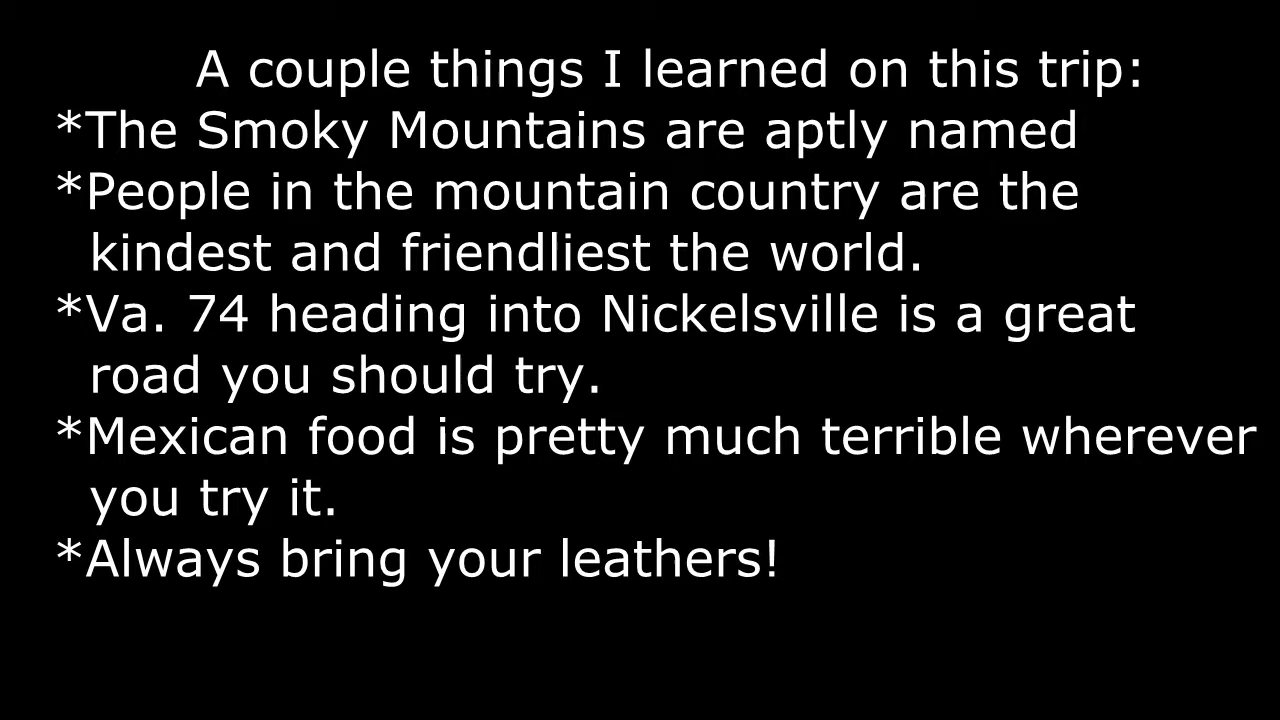 A couple things I learned on this trip:
*The Smoky Mountains are aptly named
*People in the mountain country are the
kindest and friendliest the world.
*Va. 74 heading into Nickelsville is a great
road you should try.
*Mexican food is pretty much terrible wherever
you try it.
*Always bring your leathers!